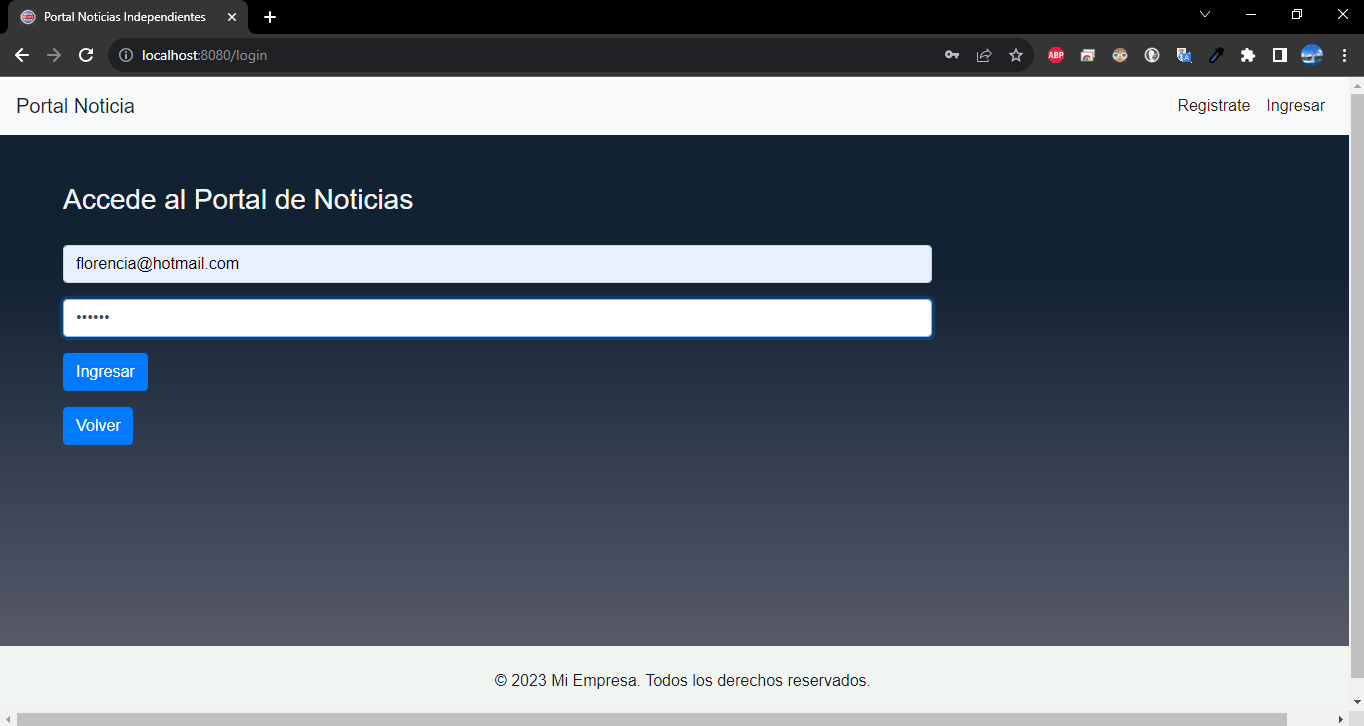 Portal Noticias Independientes
localhost:8080/login
ABP
Portal Noticia
Registrate Ingresar
Accede al Portal de Noticias
florencia@hotmail.com
••••••
Ingresar
Volver
© 2023 Mi Empresa. Todos los derechos reservados.